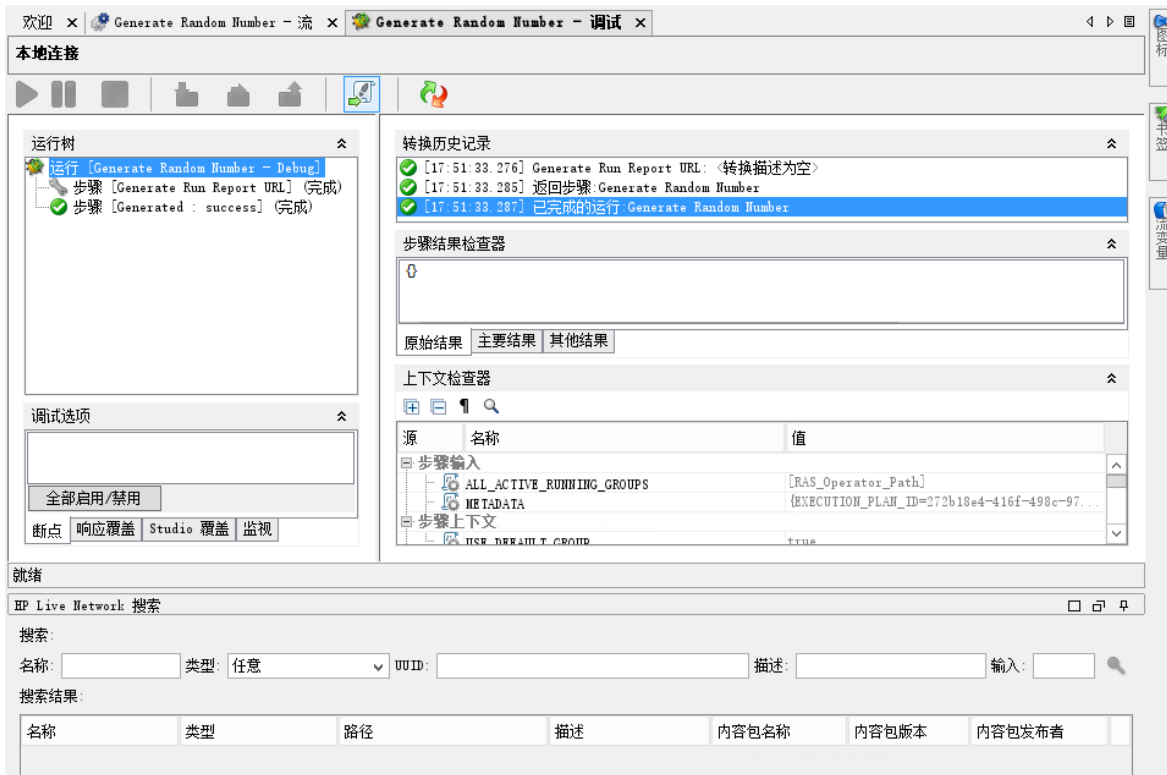 欢迎 Generate Random Number - 流 Generate Random Number - 调试
本地连接
图标
书签
流变量
运行树
运行 [Generate Random Number - Debug]
步骤 [Generate Run Report URL] (完成)
步骤 [Generated : success] (完成)
调试选项
全部启用/禁用
断点 响应覆盖 Studio 覆盖 监视
转换历史记录
[17:51:33.276] Generate Run Report URL: <转换描述为空>
[17:51:33.285] 返回步骤:Generate Random Number
[17:51:33.287] 已完成的运行:Generate Random Number
步骤结果检查器
{}
原始结果 主要结果 其他结果
上下文检查器
源 名称 值
步骤输入
ALL_ACTIVE_RUNNING_GROUPS [RAS_Operator_Path]
METADATA {EXECUTION_PLAN_ID=272b18e4-416f-498c-97...
步骤上下文
USE_DEFAULT_GROUP true
就绪
HP Live Network 搜索
搜索:
名称: 类型: 任意 UUID: 描述: 输入:
搜索结果:
名称 类型 路径 描述 内容包名称 内容包版本 内容包发布者